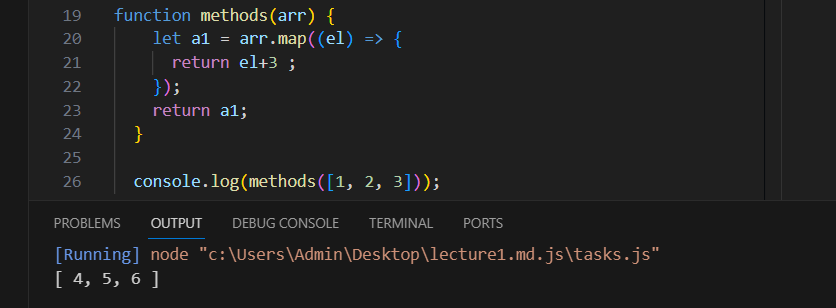 19 function methods(arr) {
20 let a1 = arr.map((el) => {
21 return el+3 ;
22 });
23 return a1;
24 }
25
26 console.log(methods([1, 2, 3]));
PROBLEMS OUTPUT DEBUG CONSOLE TERMINAL PORTS
[Running] node "c:\Users\Admin\Desktop\lecture1.md.js\tasks.js"
[ 4, 5, 6 ]